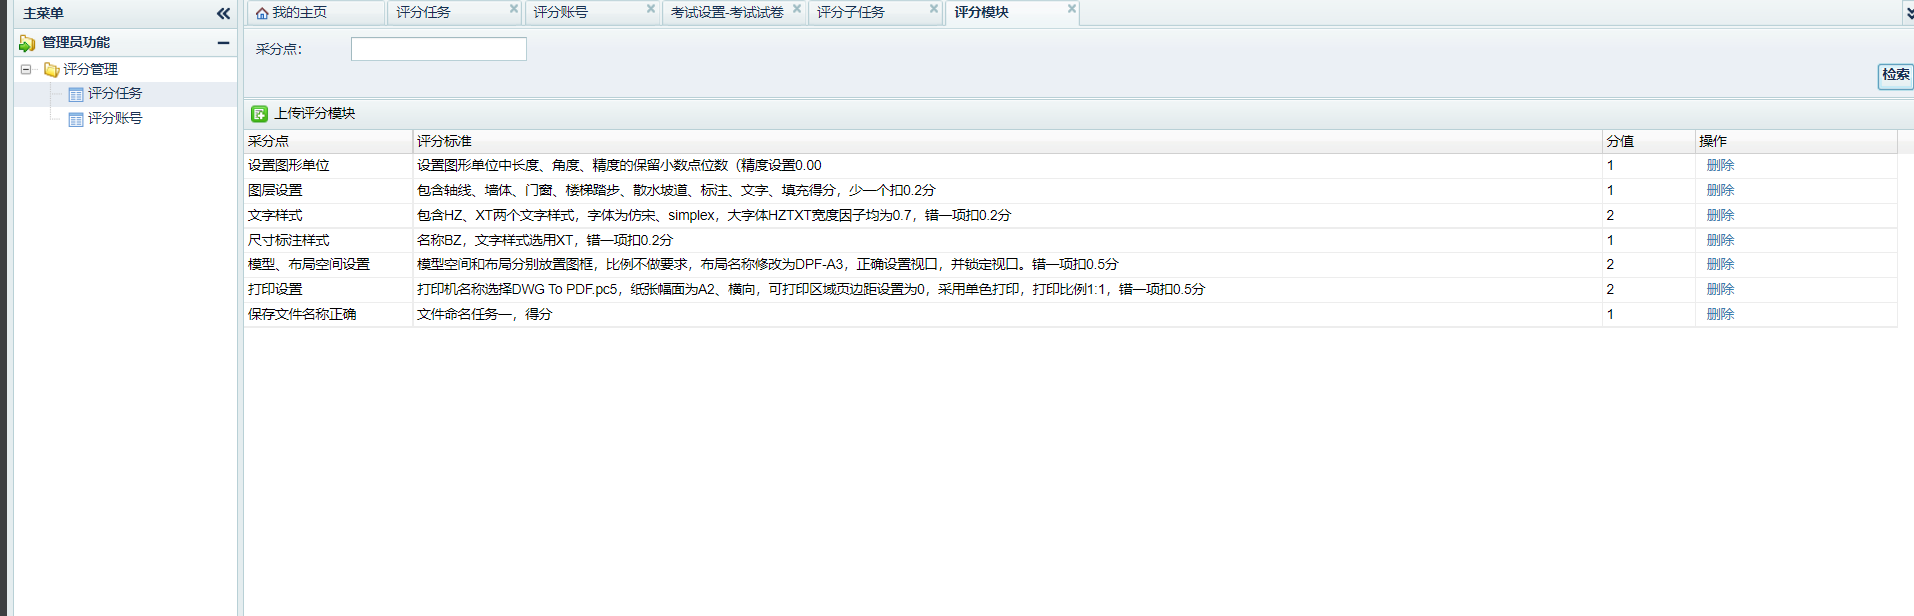 主菜单
管理员功能
评分管理
评分任务
评分账号
我的主页 评分任务 评分账号 考试设置-考试试卷 评分子任务 评分模块
采分点：
检索
上传评分模块
采分点 评分标准 分值 操作
设置图形单位 设置图形单位中长度、角度、精度的保留小数点位数（精度设置0.00 1 删除
图层设置 包含轴线、墙体、门窗、楼梯踏步、散水坡道、标注、文字、填充得分，少一个扣0.2分 1 删除
文字样式 包含HZ、XT两个文字样式，字体为仿宋、simplex，大字体HZTXT宽度因子均为0.7，错一项扣0.2分 2 删除
尺寸标注样式 名称BZ，文字样式选用XT，错一项扣0.2分 1 删除
模型、布局空间设置 模型空间和布局分别放置图框，比例不做要求，布局名称修改为DPF-A3，正确设置视口，并锁定视口。错一项扣0.5分 2 删除
打印设置 打印机名称选择DWG To PDF.pc5，纸张幅面为A2、横向，可打印区域页边距设置为0，采用单色打印，打印比例1:1，错一项扣0.5分 2 删除
保存文件名称正确 文件命名任务一，得分 1 删除